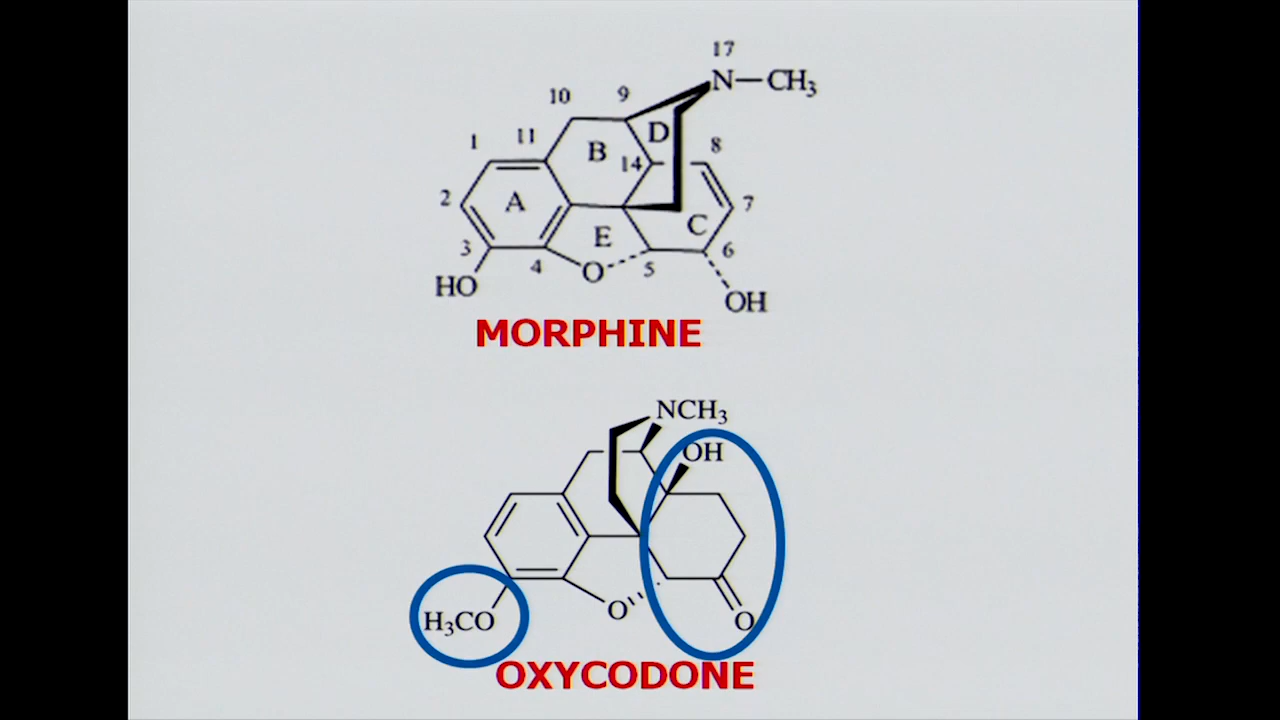 17
N—CH₃
10
9
1
11
B
D
14
8
2
A
7
3
E
C
4
O
5
6
HO
OH
MORPHINE
NCH₃
OH
O
H₃CO
O
OXYCODONE